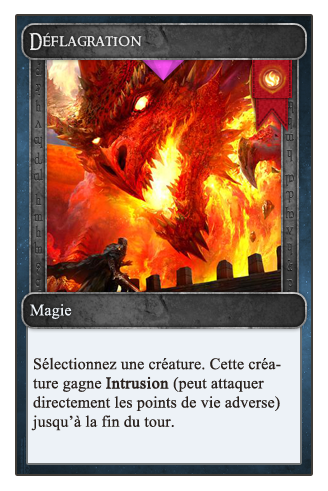 Déflagration
Magie
Sélectionnez une créature. Cette créa-
ture gagne Intrusion (peut attaquer
directement les points de vie adverse)
jusqu'à la fin du tour.